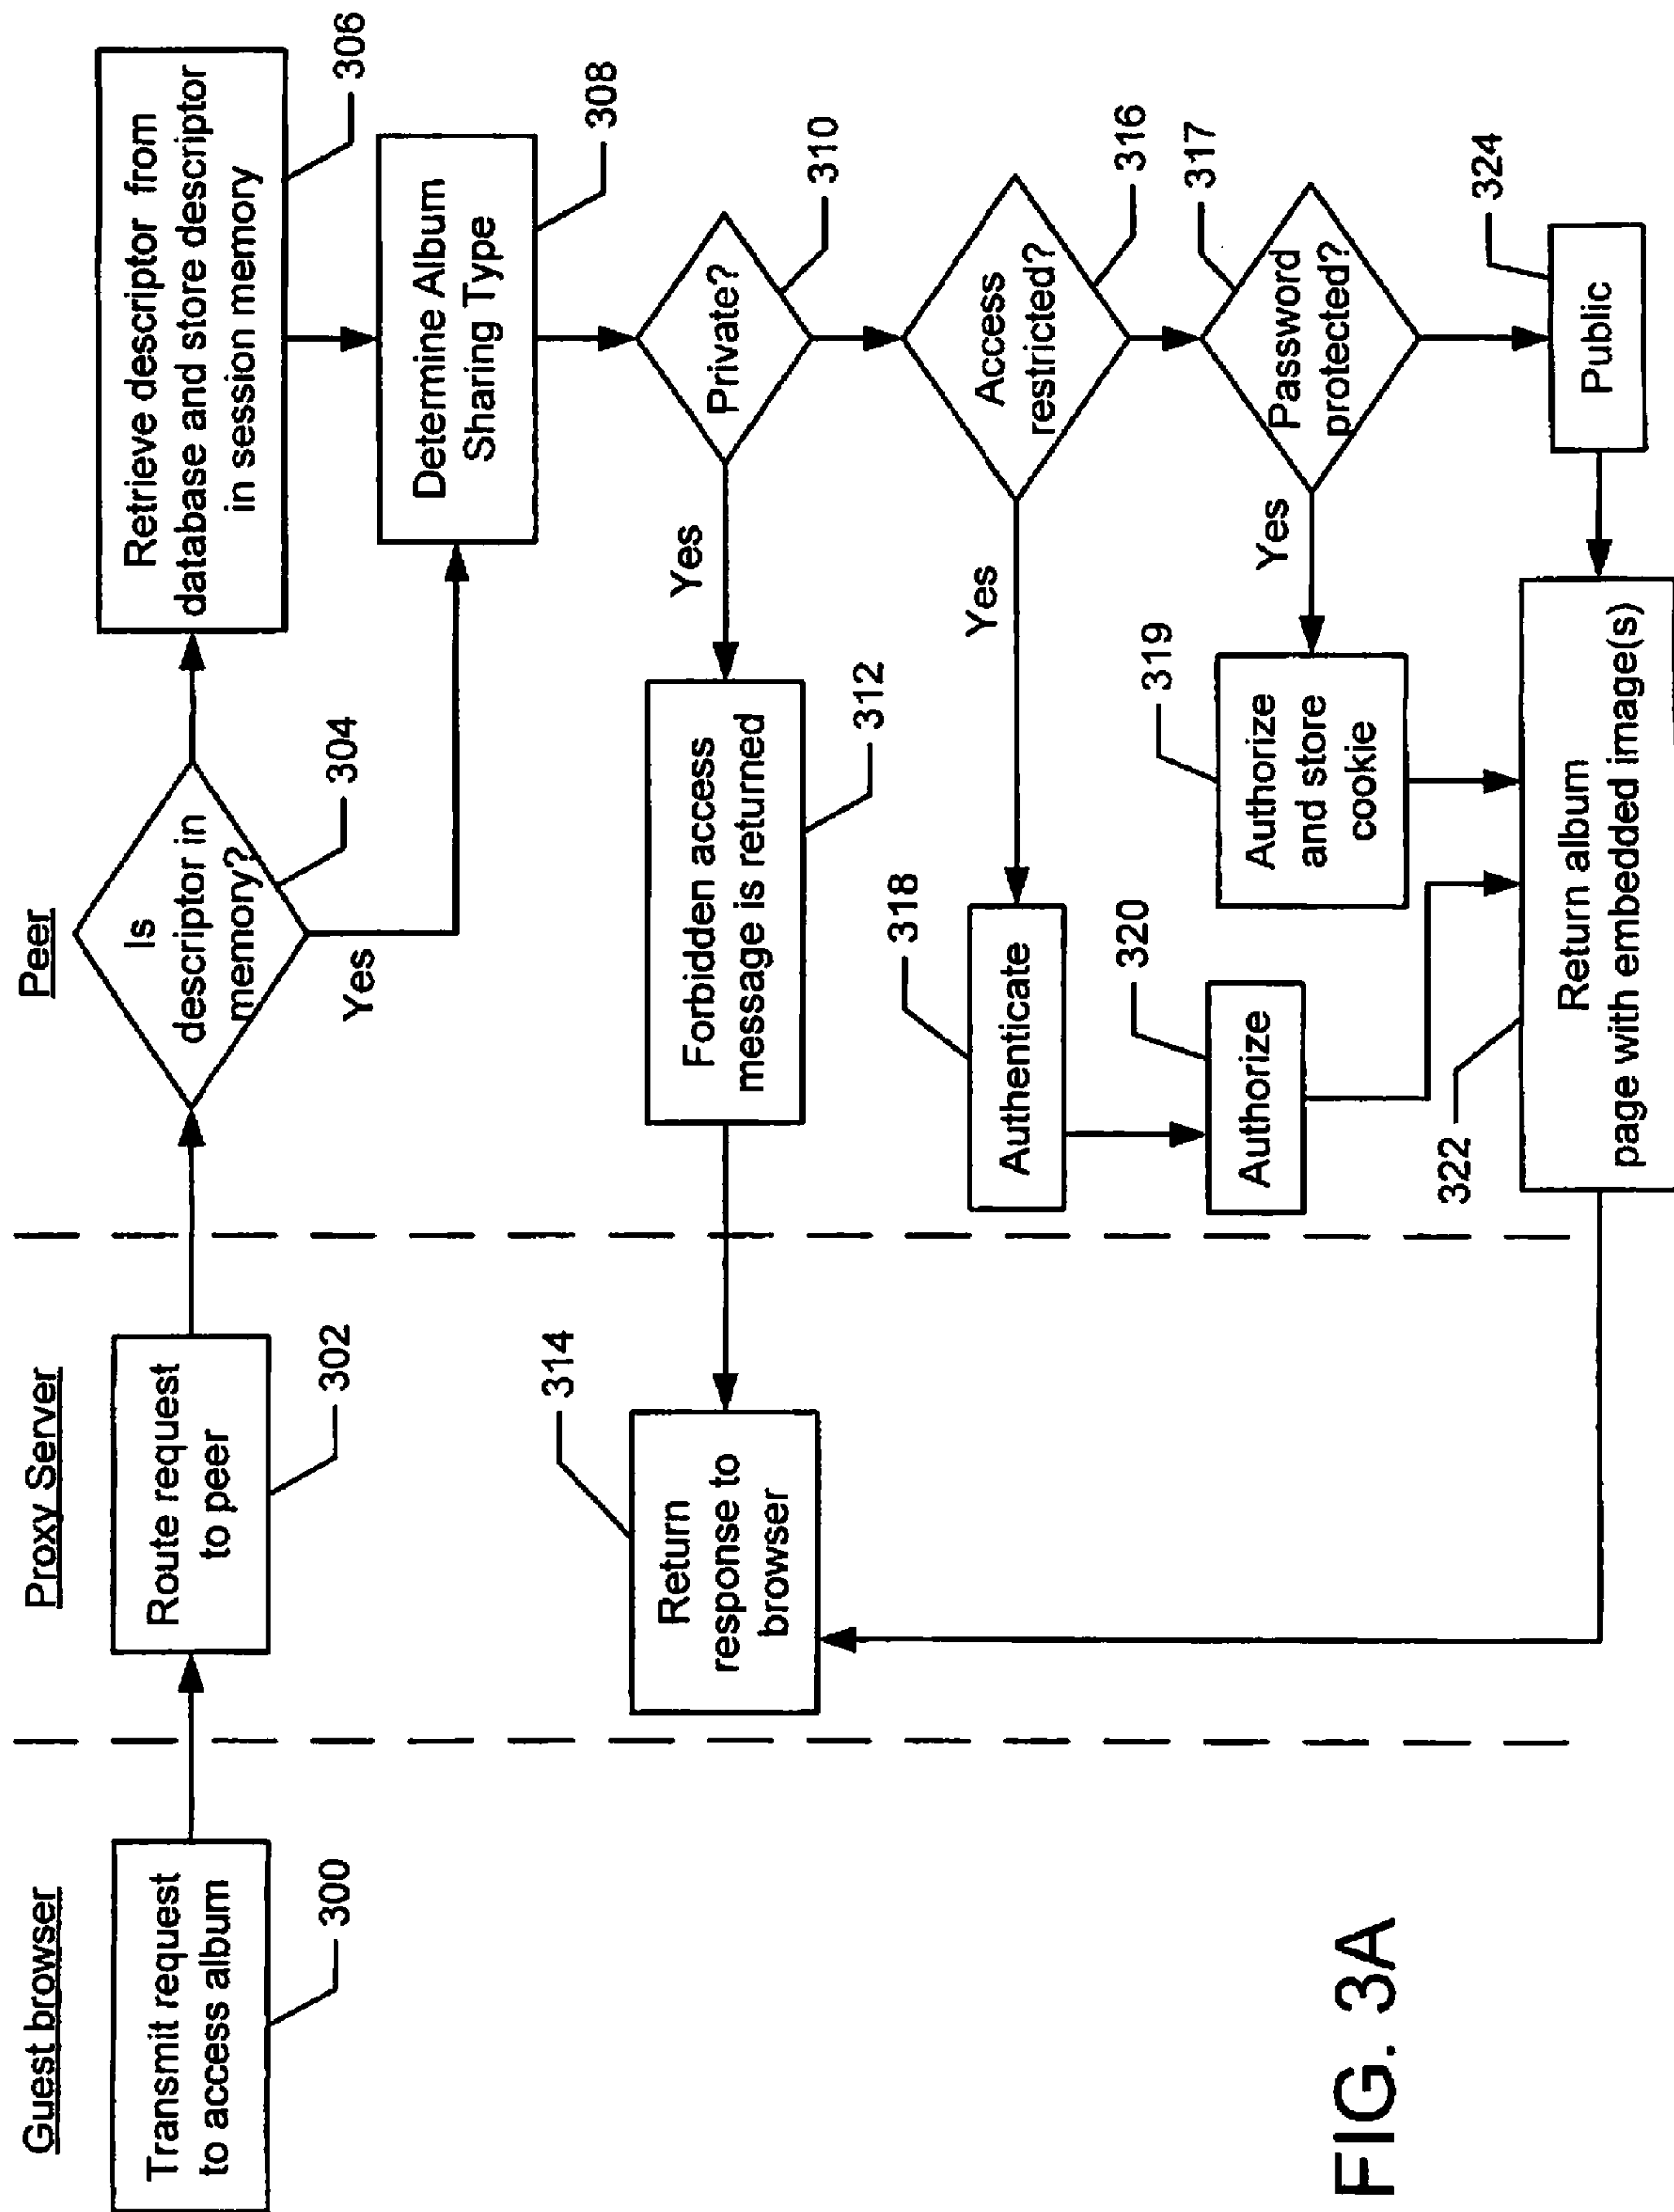 Guest browser
Proxy Server
Peer
Transmit request
to access album
300
Route request
to peer
302
Is
descriptor in
memory?
304
Yes
Retrieve descriptor from
database and store descriptor
in session memory
306
Determine Album
Sharing Type
308
Private?
310
Yes
Forbidden access
message is returned
312
314
Return
response to
browser
Access
restricted?
316
Yes
318
Authenticate
320
Authorize
317
Password
protected?
Yes
319
Authorize
and store
cookie
324
Public
322
Return album
page with embedded image(s)
FIG. 3A